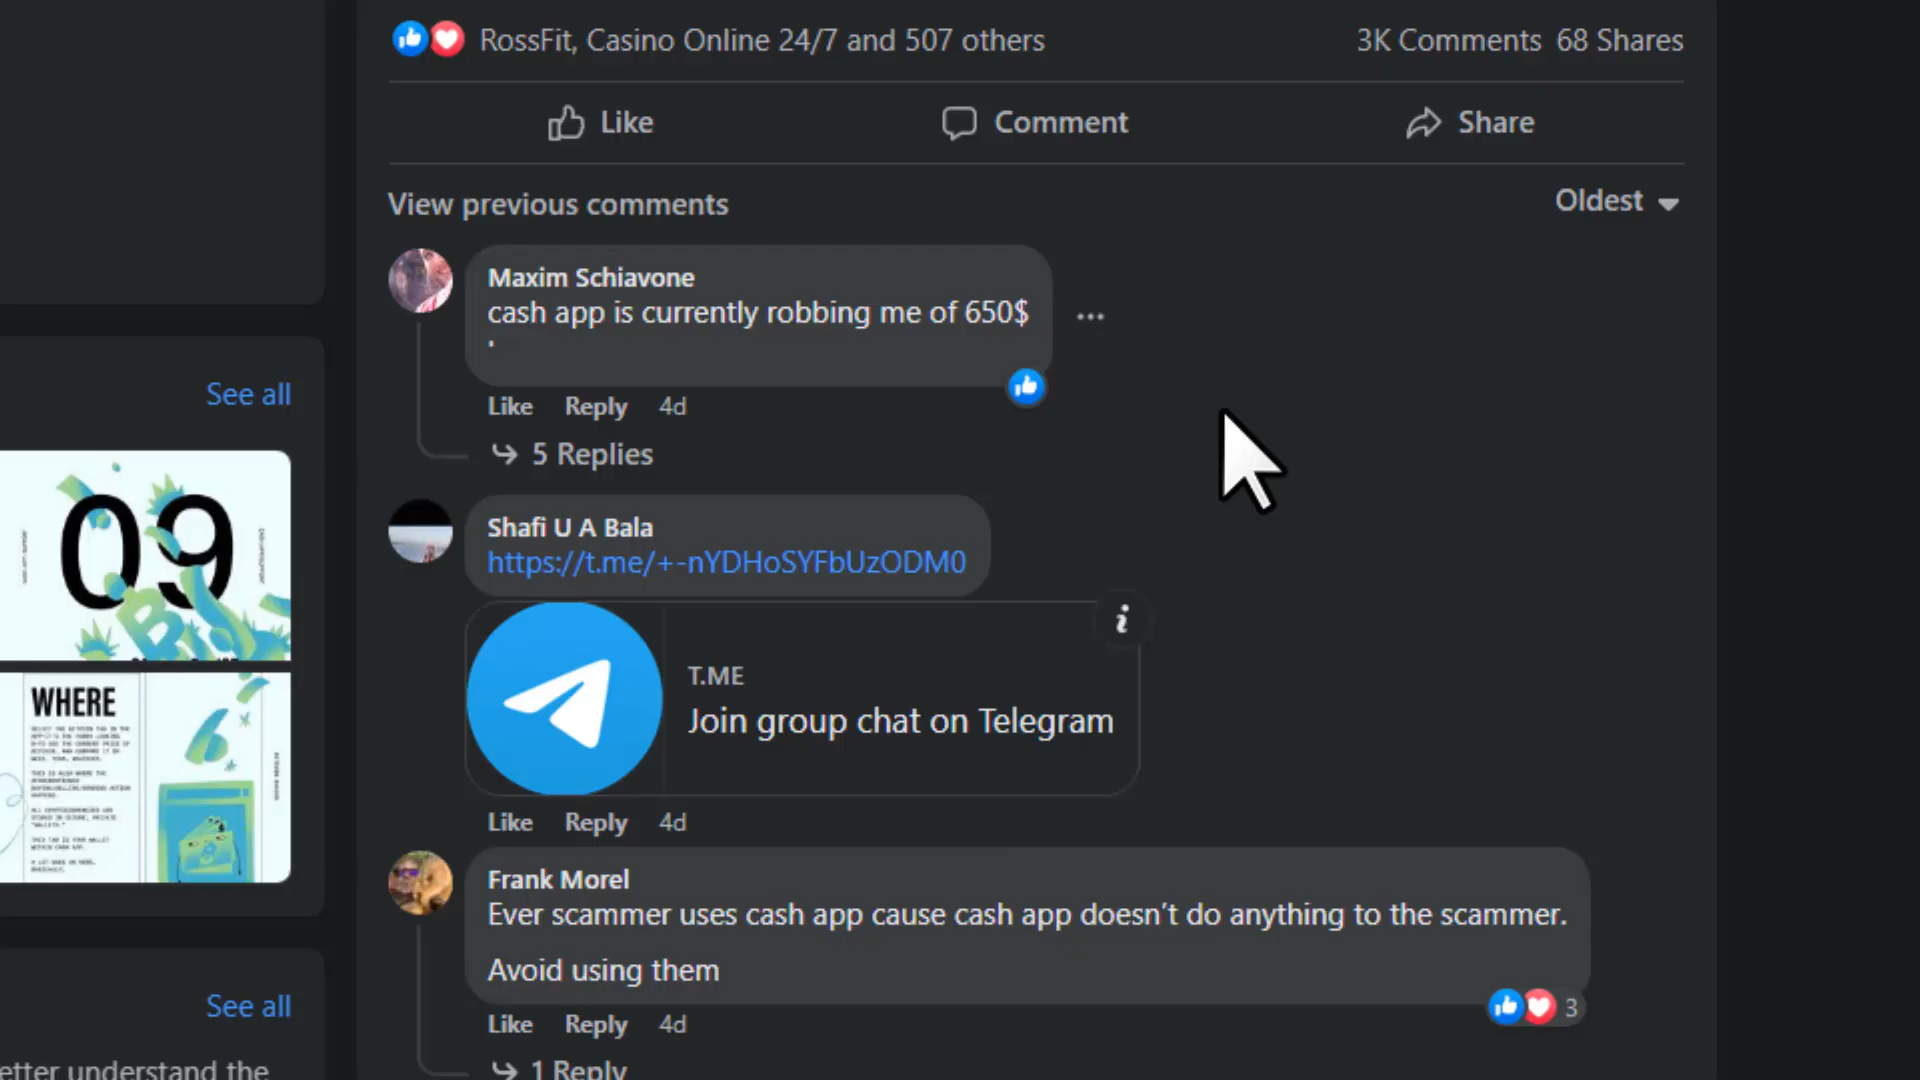 RossFit, Casino Online 24/7 and 507 others
3K Comments 68 Shares
Like
Comment
Share
View previous comments
Oldest
Maxim Schiavone
cash app is currently robbing me of 650$
'
Like Reply 4d
5 Replies
Shafi U A Bala
https://t.me/+-nYDHoSYFbUzODM0
T.ME
Join group chat on Telegram
Like Reply 4d
Frank Morel
Ever scammer uses cash app cause cash app doesn't do anything to the scammer.
Avoid using them
3
Like Reply 4d
1 Reply
See all
09
WHERE
See all
etter understand the